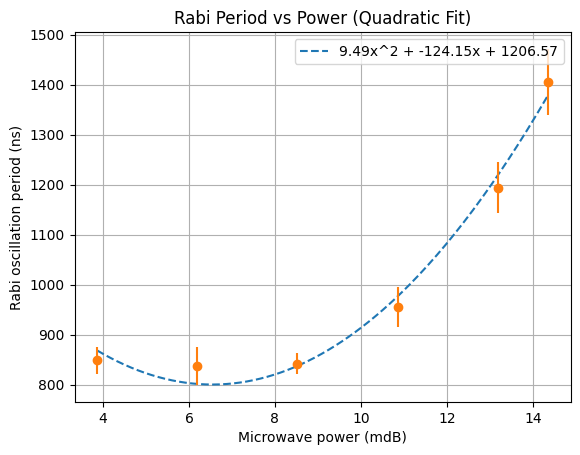 Rabi Period vs Power (Quadratic Fit)
9.49x^2 + -124.15x + 1206.57
Rabi oscillation period (ns)
1500
1400
1300
1200
1100
1000
900
800
4 6 8 10 12 14
Microwave power (mdB)